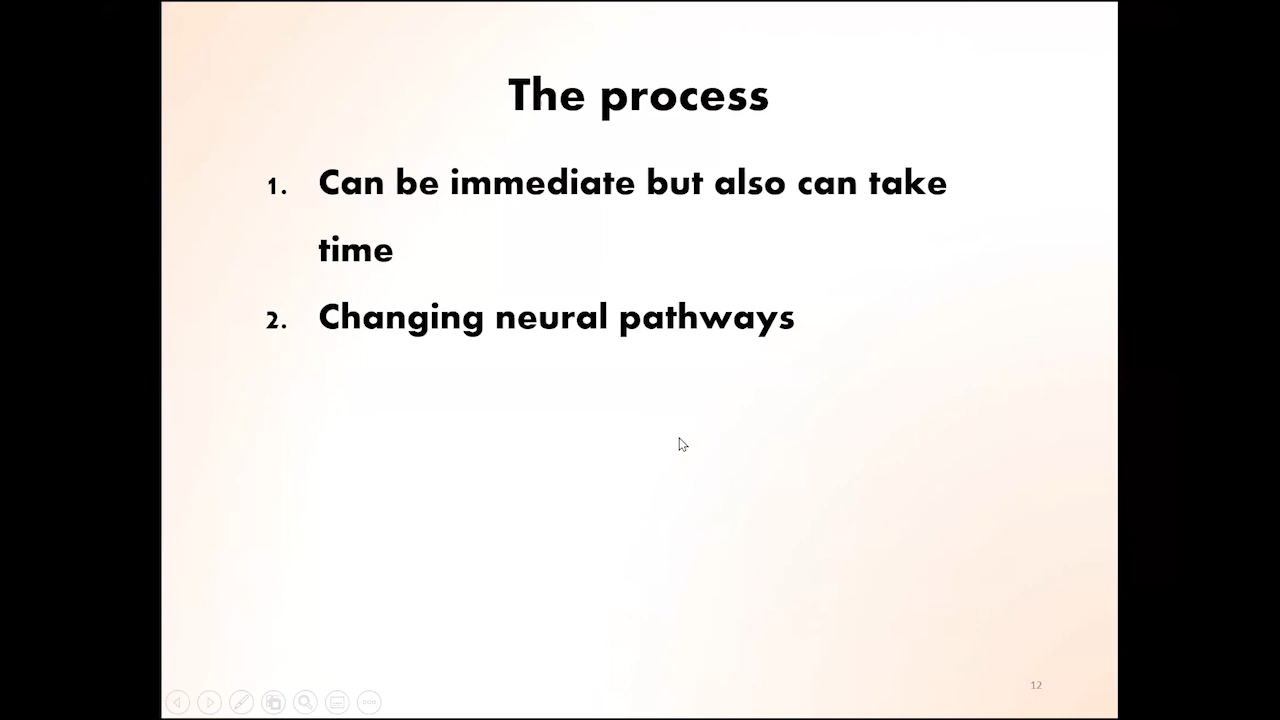 The process
1. Can be immediate but also can take
time
2. Changing neural pathways
12